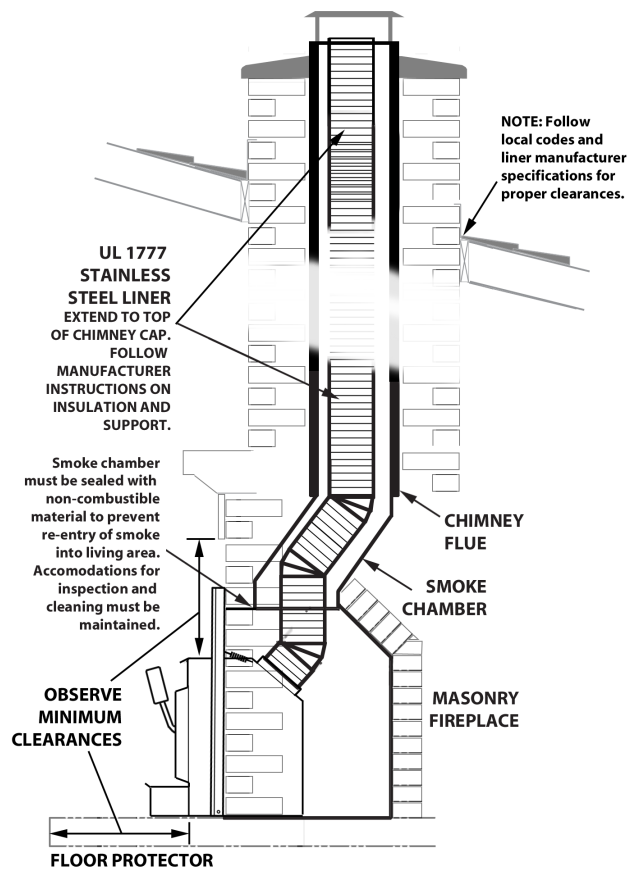 NOTE: Follow
local codes and
liner manufacturer
specifications for
proper clearances.
UL 1777
STAINLESS
STEEL LINER
EXTEND TO TOP
OF CHIMNEY CAP.
FOLLOW
MANUFACTURER
INSTRUCTIONS ON
INSULATION AND
SUPPORT.
Smoke chamber
must be sealed with
non-combustible
material to prevent
re-entry of smoke
into living area.
Accomodations for
inspection and
cleaning must be
maintained.
CHIMNEY
FLUE
SMOKE
CHAMBER
OBSERVE
MINIMUM
CLEARANCES
MASONRY
FIREPLACE
FLOOR PROTECTOR